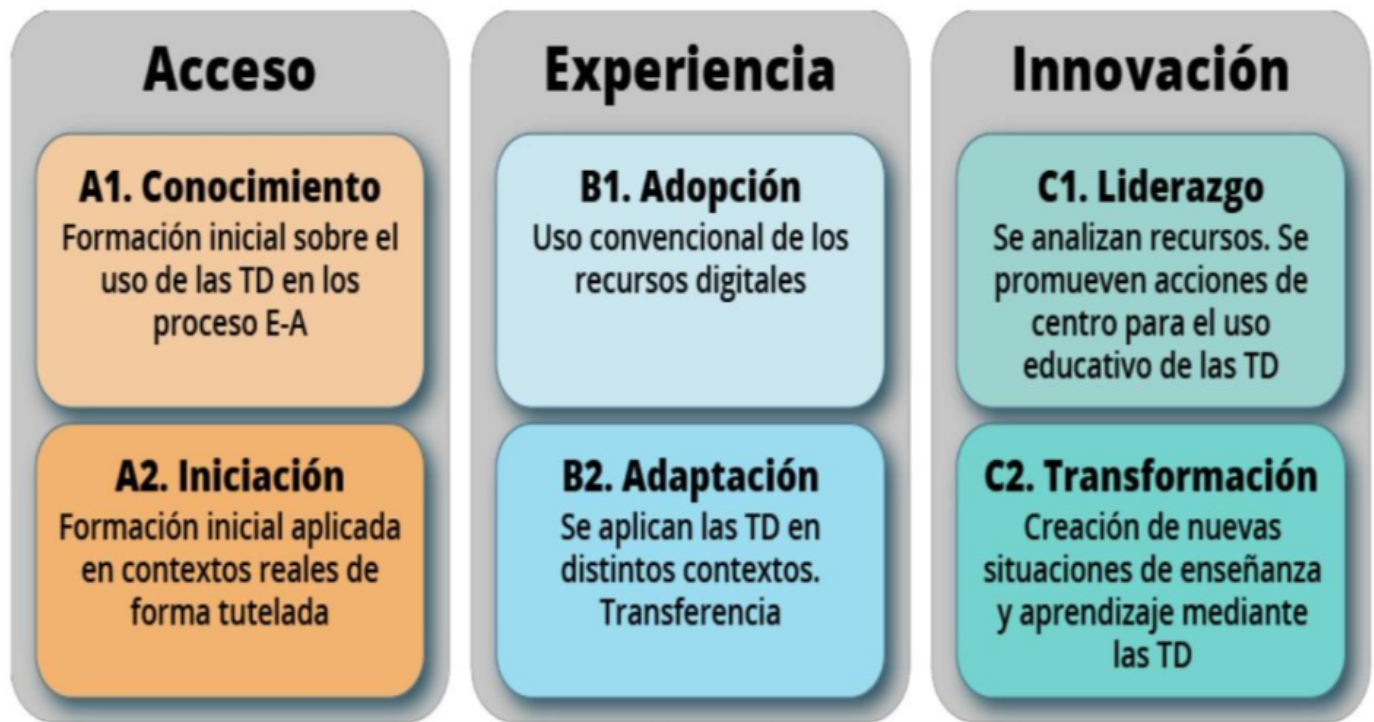 Acceso
A1. Conocimiento
Formación inicial sobre el
uso de las TD en los
proceso E-A
A2. Iniciación
Formación inicial aplicada
en contextos reales de
forma tutelada
Experiencia
B1. Adopción
Uso convencional de los
recursos digitales
B2. Adaptación
Se aplican las TD en
distintos contextos.
Transferencia
Innovación
C1. Liderazgo
Se analizan recursos. Se
promueven acciones de
centro para el uso
educativo de las TD
C2. Transformación
Creación de nuevas
situaciones de enseñanza
y aprendizaje mediante
las TD